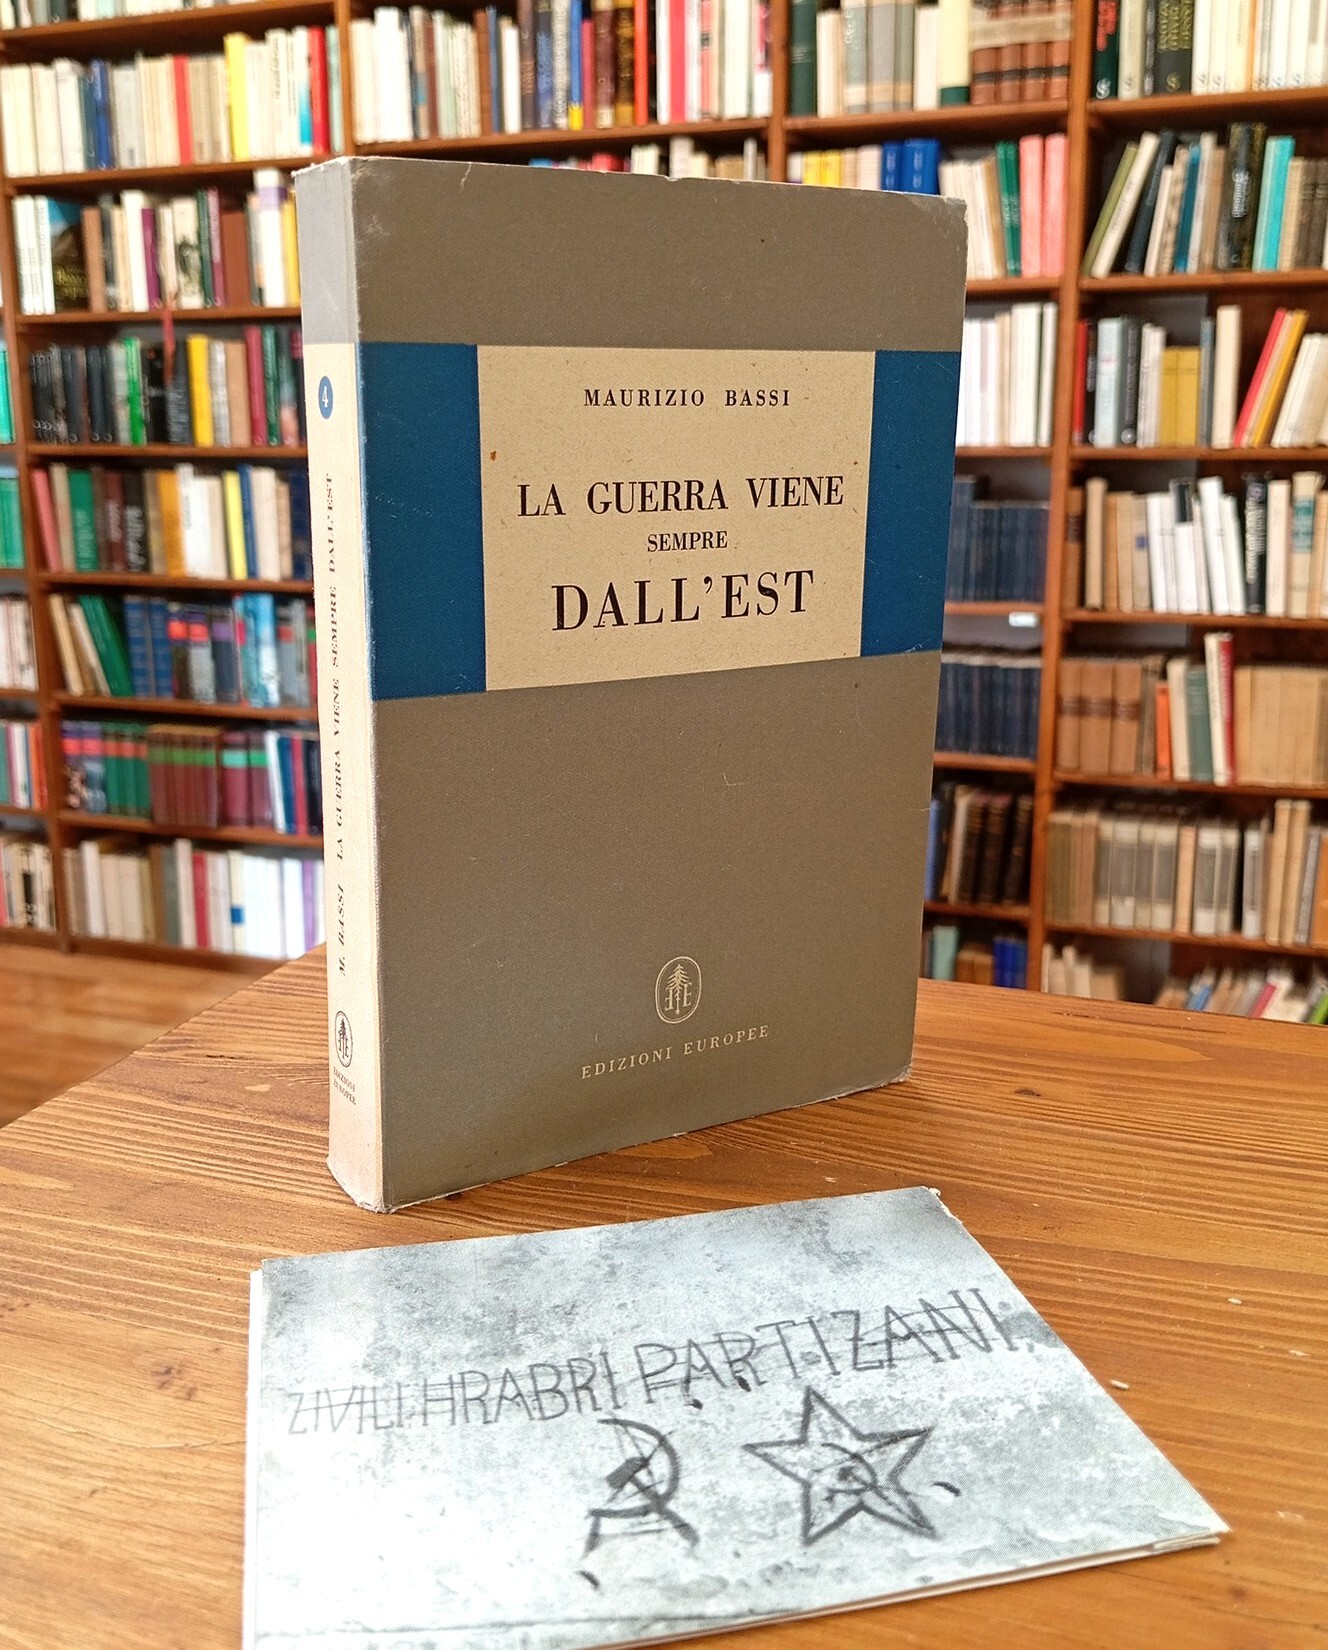 MAURIZIO BASSI
LA GUERRA VIENE
SEMPRE
DALL'EST
EDIZIONI EUROPEE
4
M. BASSI LA GUERRA VIENE SEMPRE DALL'EST
EDIZIONI
EUROPEE
ZIVILI HRABRI PARTIZANI